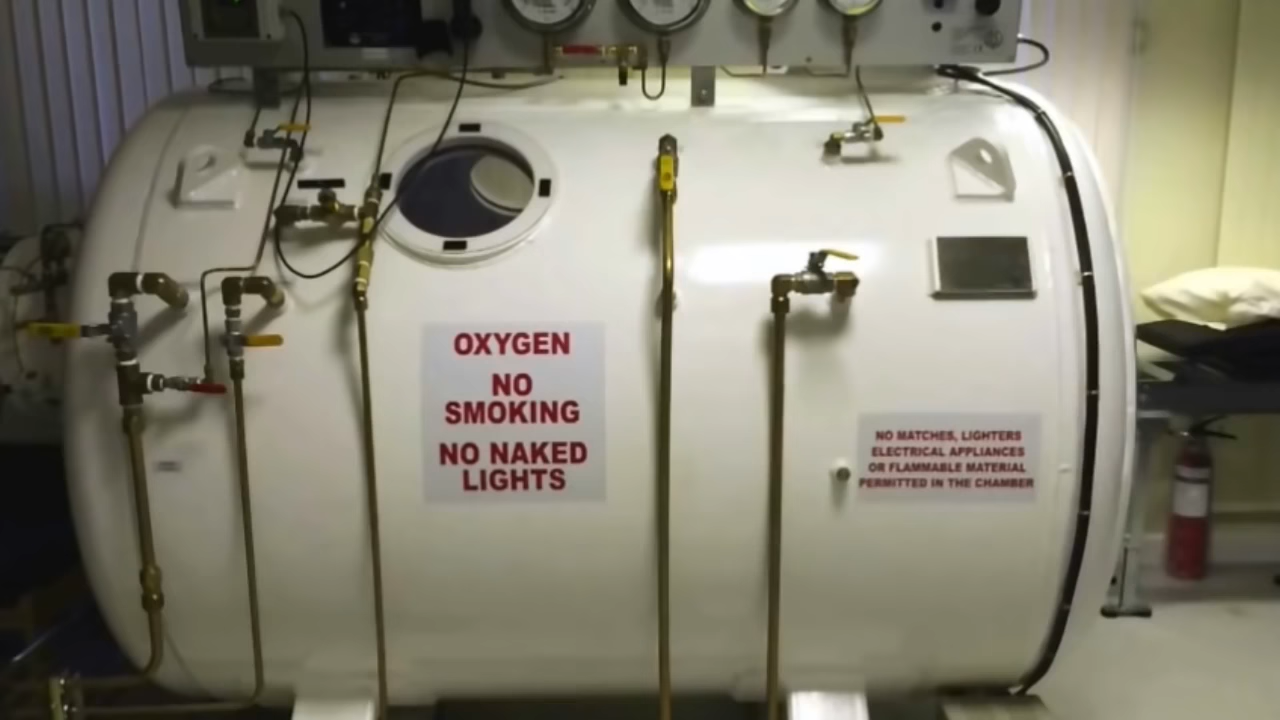 OXYGEN
NO
SMOKING
NO NAKED
LIGHTS
NO MATCHES, LIGHTERS
ELECTRICAL APPLIANCES
OR FLAMMABLE MATERIAL
PERMITTED IN THE CHAMBER